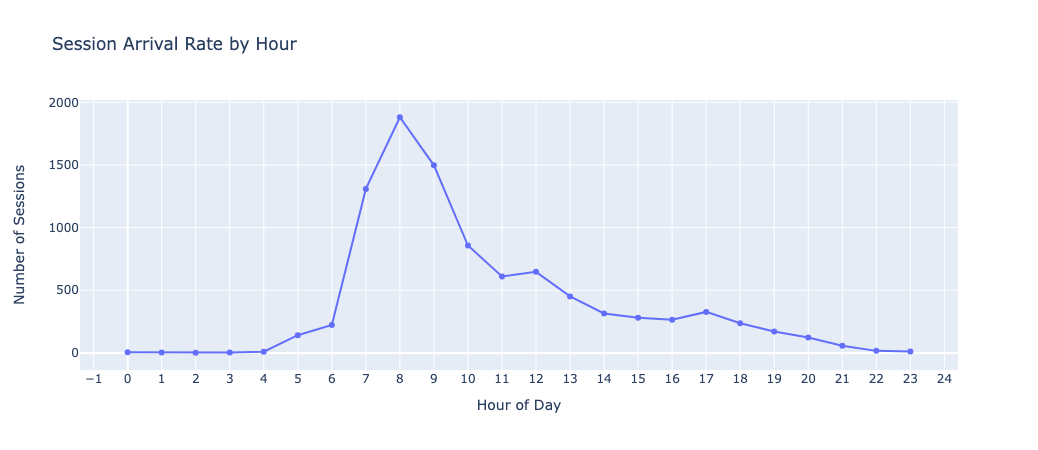 Session Arrival Rate by Hour
2000
1500
1000
500
0
Number of Sessions
−1 0 1 2 3 4 5 6 7 8 9 10 11 12 13 14 15 16 17 18 19 20 21 22 23 24
Hour of Day